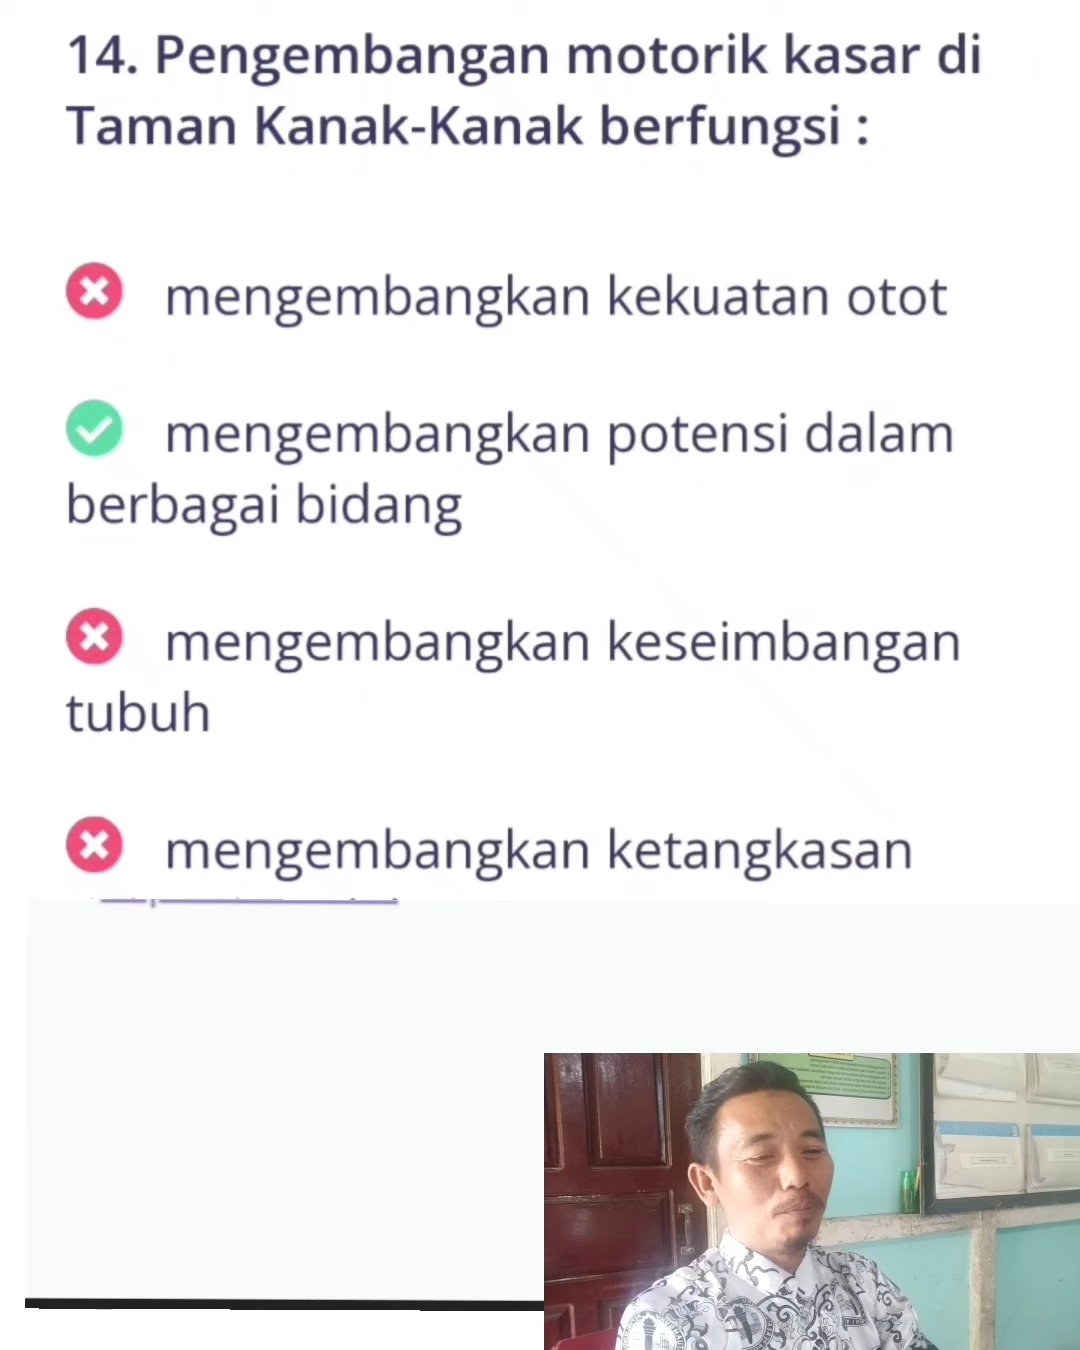 14. Pengembangan motorik kasar di
Taman Kanak-Kanak berfungsi :
mengembangkan kekuatan otot
mengembangkan potensi dalam
berbagai bidang
mengembangkan keseimbangan
tubuh
mengembangkan ketangkasan